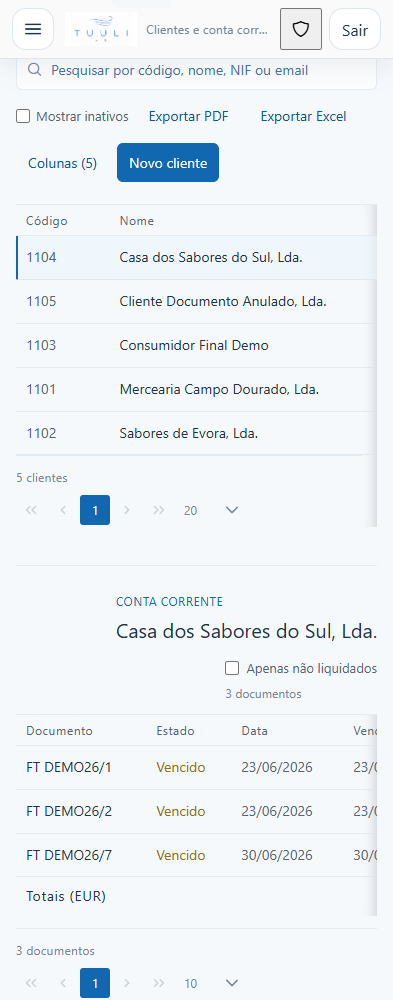 TUULI
Clientes e conta corr...
Sair
Pesquisar por código, nome, NIF ou email
Mostrar inativos
Exportar PDF
Exportar Excel
Colunas (5)
Novo cliente
Código Nome
1104 Casa dos Sabores do Sul, Lda.
1105 Cliente Documento Anulado, Lda.
1103 Consumidor Final Demo
1101 Mercearia Campo Dourado, Lda.
1102 Sabores de Evora, Lda.
5 clientes
1 20
CONTA CORRENTE
Casa dos Sabores do Sul, Lda.
Apenas não liquidados
3 documentos
Documento Estado Data
FT DEMO26/1 Vencido 23/06/2026 23/
FT DEMO26/2 Vencido 23/06/2026 23/
FT DEMO26/7 Vencido 30/06/2026 30/
Totais (EUR)
3 documentos
1 10